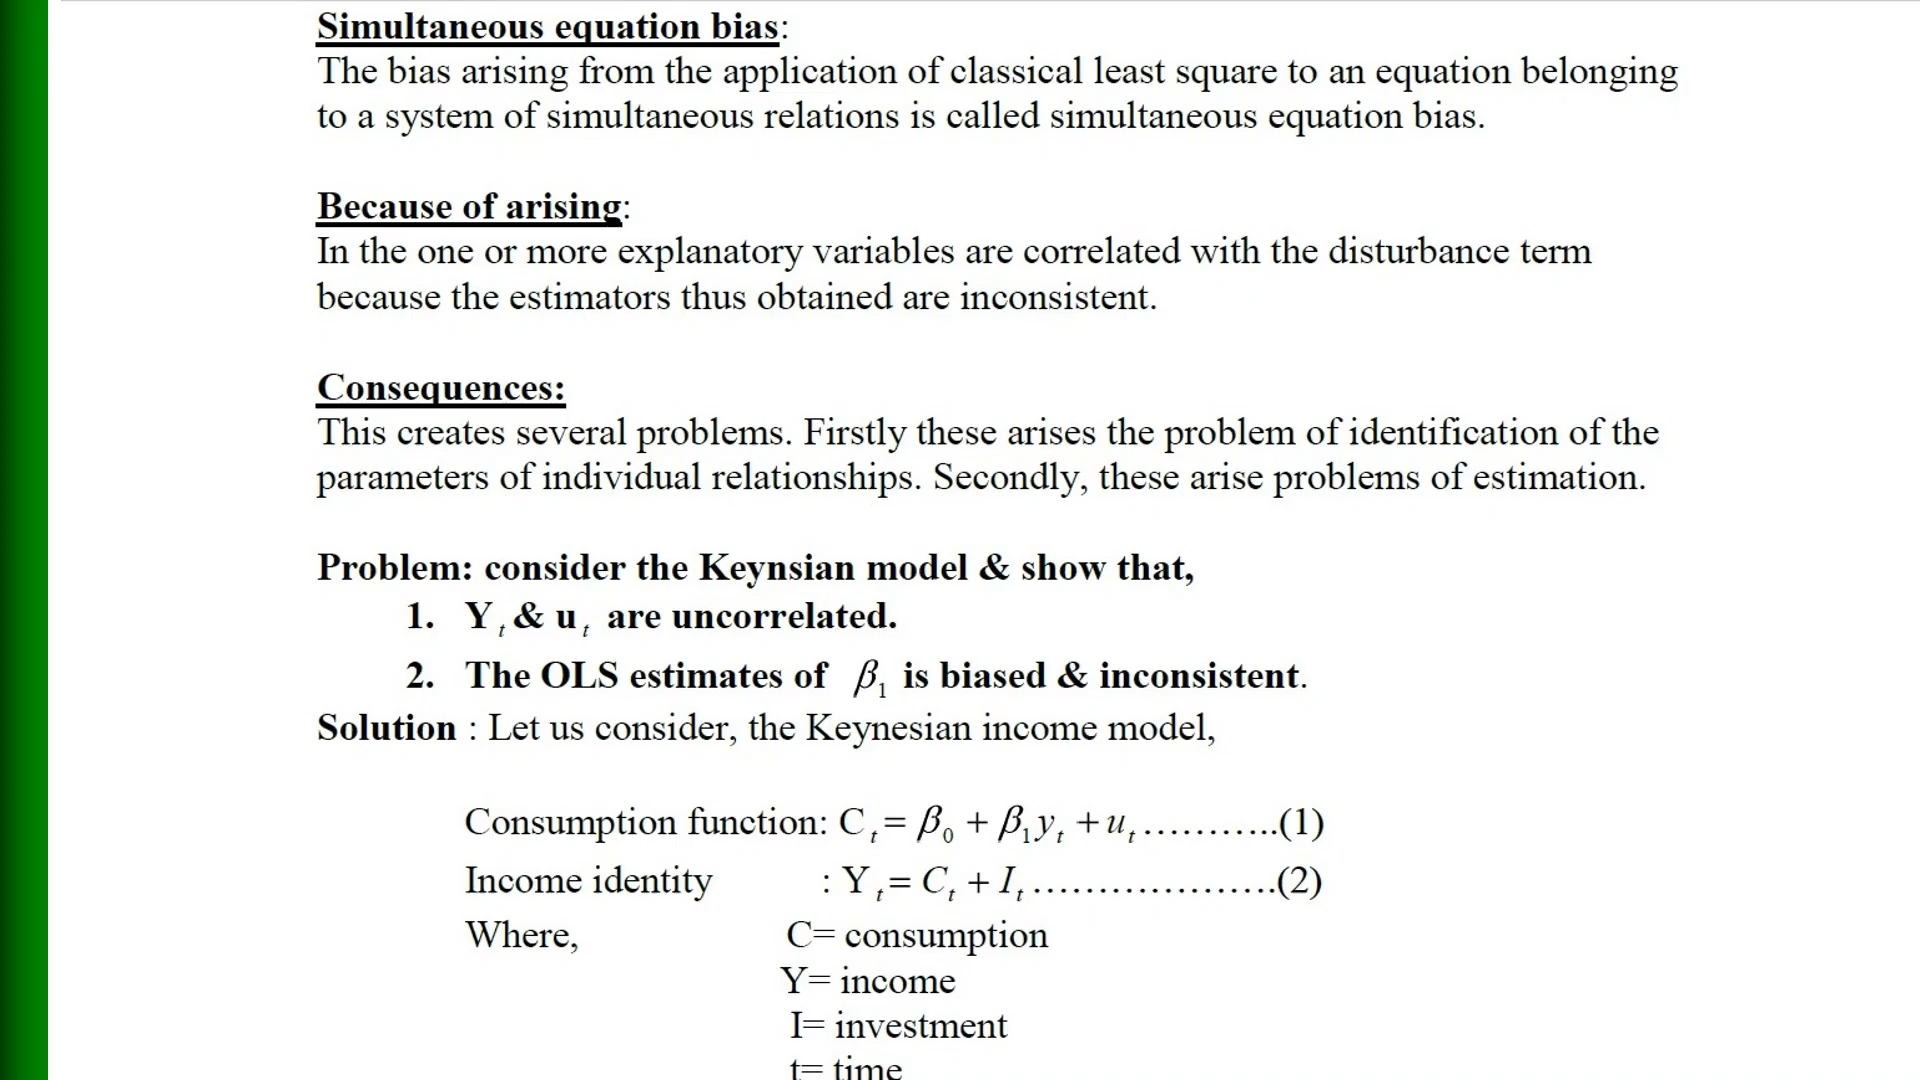 Simultaneous equation bias:
The bias arising from the application of classical least square to an equation belonging
to a system of simultaneous relations is called simultaneous equation bias.
Because of arising:
In the one or more explanatory variables are correlated with the disturbance term
because the estimators thus obtained are inconsistent.
Consequences:
This creates several problems. Firstly these arises the problem of identification of the
parameters of individual relationships. Secondly, these arise problems of estimation.
Problem: consider the Keynsian model & show that,
1. Y_t & u_t are uncorrelated.
2. The OLS estimates of β_1 is biased & inconsistent.
Solution : Let us consider, the Keynesian income model,
Consumption function: C_t = β_0 + β_1 y_t + u_t ...........(1)
Income identity : Y_t = C_t + I_t ...................(2)
Where, C= consumption
Y= income
I= investment
t= time